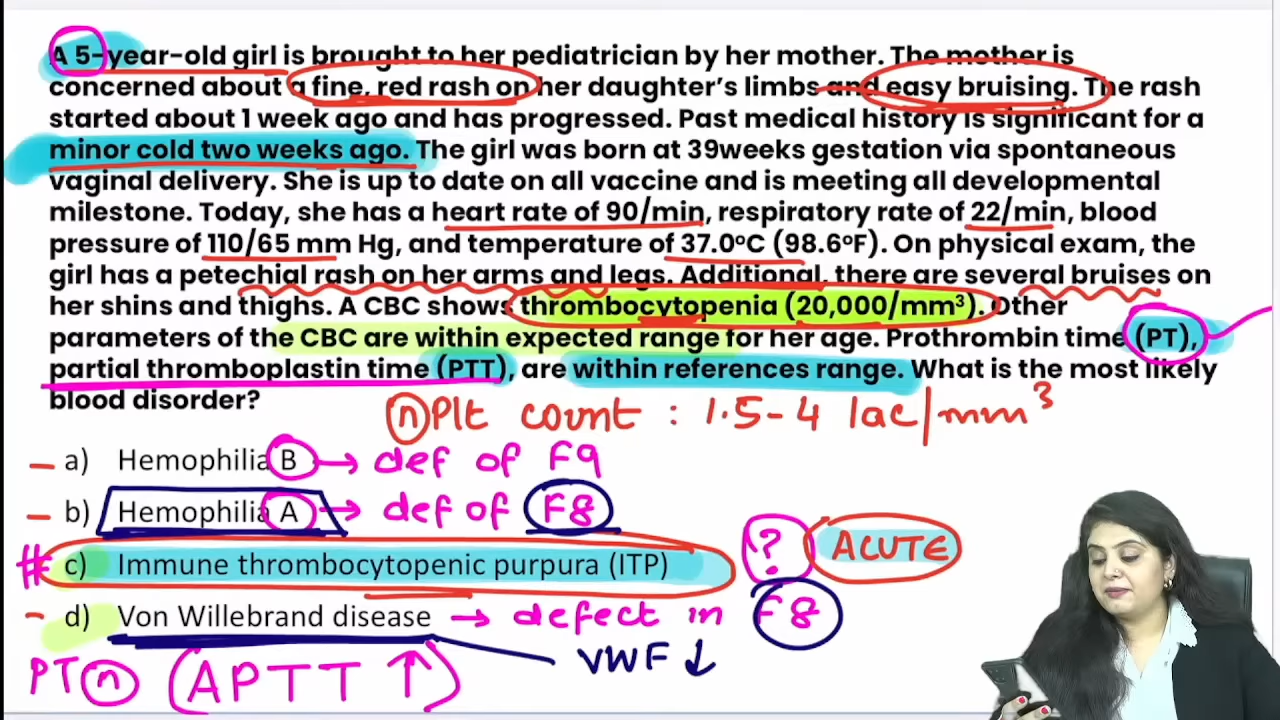 A 5-year-old girl is brought to her pediatrician by her mother. The mother is
concerned about a fine, red rash on her daughter's limbs and easy bruising. The rash
started about 1 week ago and has progressed. Past medical history is significant for a
minor cold two weeks ago. The girl was born at 39weeks gestation via spontaneous
vaginal delivery. She is up to date on all vaccine and is meeting all developmental
milestone. Today, she has a heart rate of 90/min, respiratory rate of 22/min, blood
pressure of 110/65 mm Hg, and temperature of 37.0ºC (98.6ºF). On physical exam, the
girl has a petechial rash on her arms and legs. Additional, there are several bruises on
her shins and thighs. A CBC shows thrombocytopenia (20,000/mm³). Other
parameters of the CBC are within expected range for her age. Prothrombin time (PT),
partial thromboplastin time (PTT), are within references range. What is the most likely
blood disorder?
(n) Plt count : 1.5-4 lac/mm³
a) Hemophilia B → def of F9
b) Hemophilia A → def of F8
# c) Immune thrombocytopenic purpura (ITP) ? ACUTE
d) Von Willebrand disease → defect in F8
VWF ↓
PT (n) (APTT ↑)